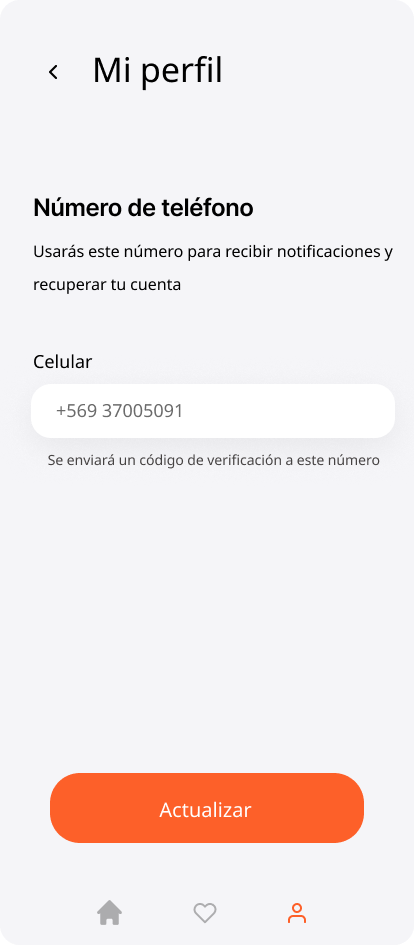 Mi perfil
Número de teléfono
Usarás este número para recibir notificaciones y
recuperar tu cuenta
Celular
+569 37005091
Se enviará un código de verificación a este número
Actualizar